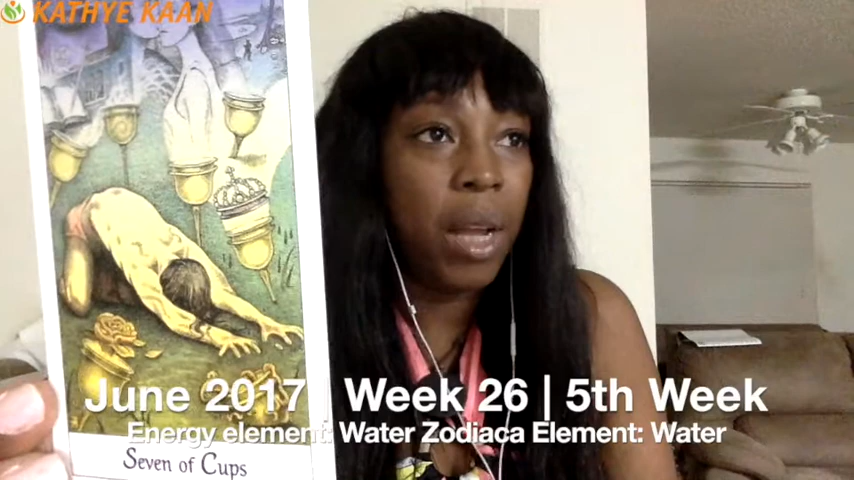 KATHYE KAAN
June 2017 | Week 26 | 5th Week
Energy element: Water Zodiaca Element: Water
Seven of Cups